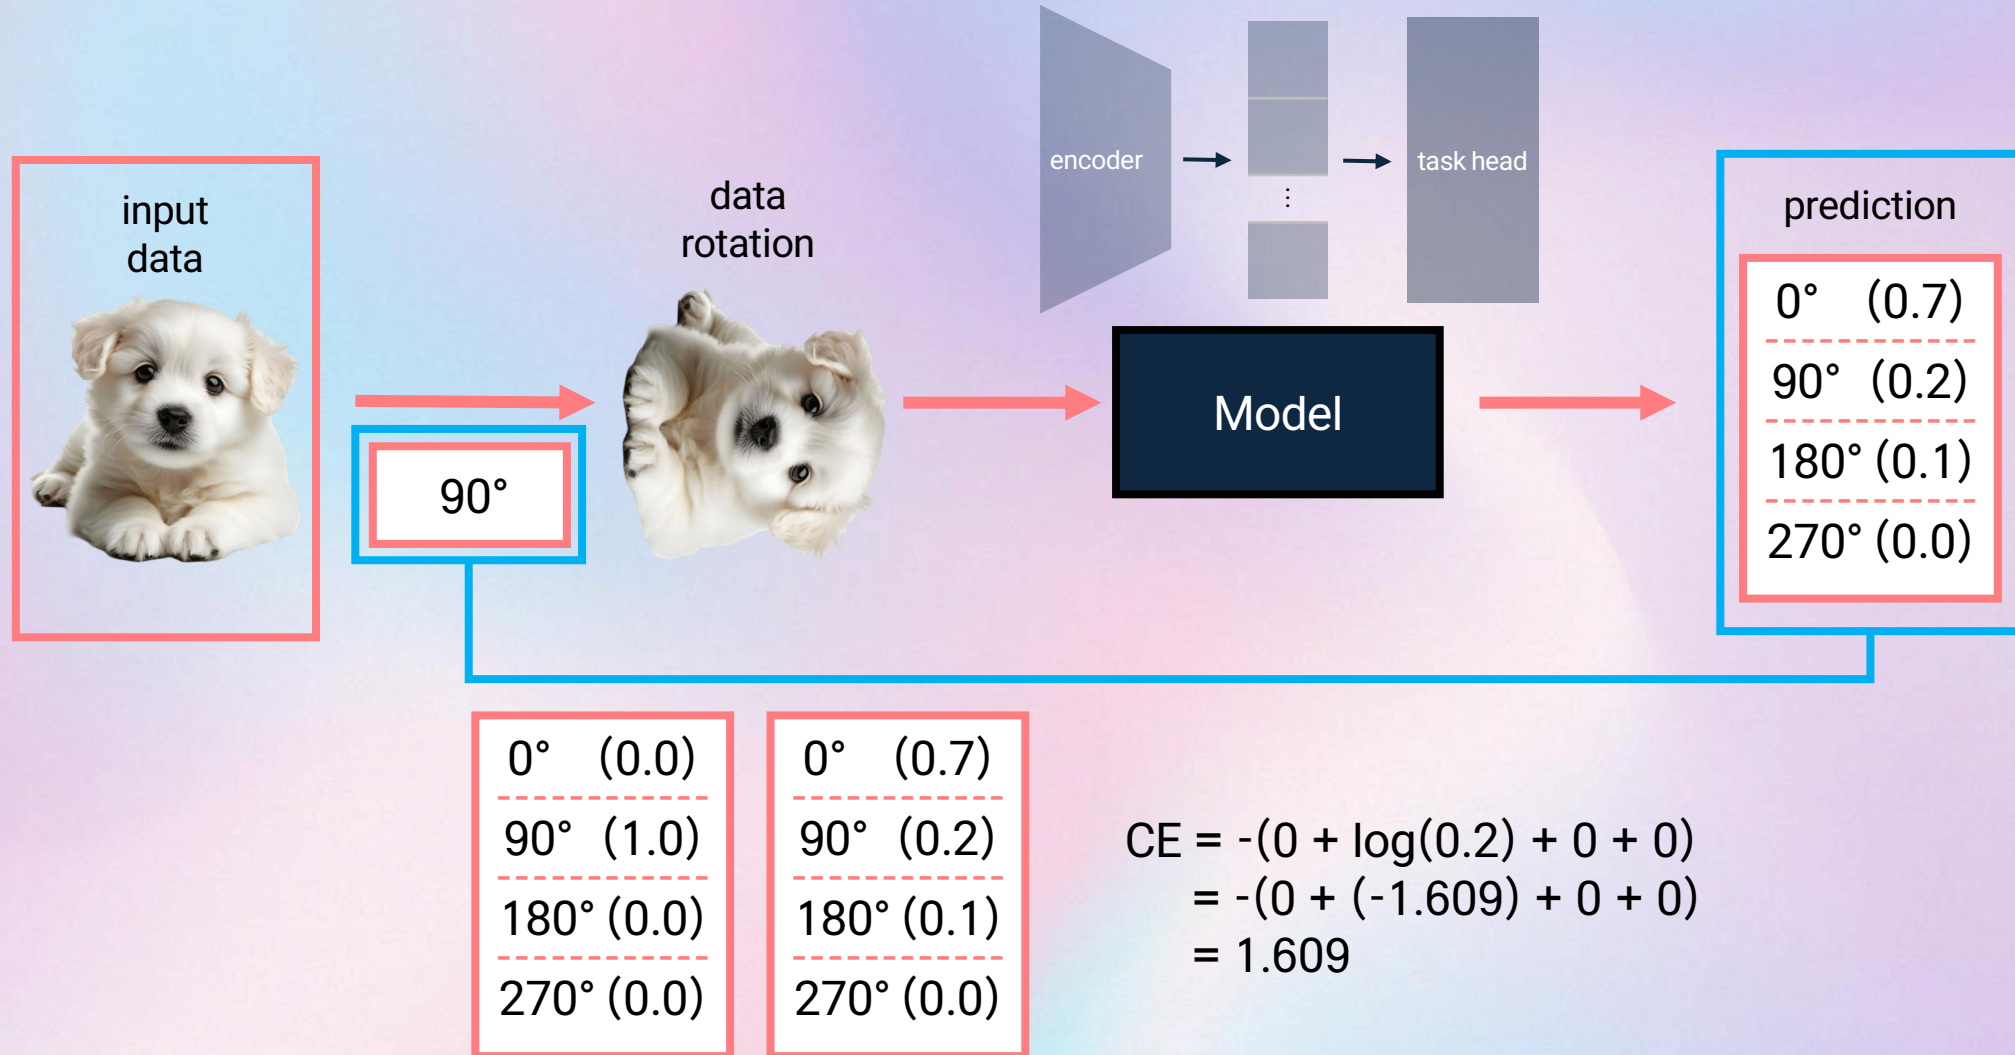 input
data
90°
data
rotation
encoder
⋮
task head
Model
prediction
0° (0.7)
90° (0.2)
180° (0.1)
270° (0.0)
0° (0.0)
90° (1.0)
180° (0.0)
270° (0.0)
0° (0.7)
90° (0.2)
180° (0.1)
270° (0.0)
CE = -(0 + log(0.2) + 0 + 0)
= -(0 + (-1.609) + 0 + 0)
= 1.609